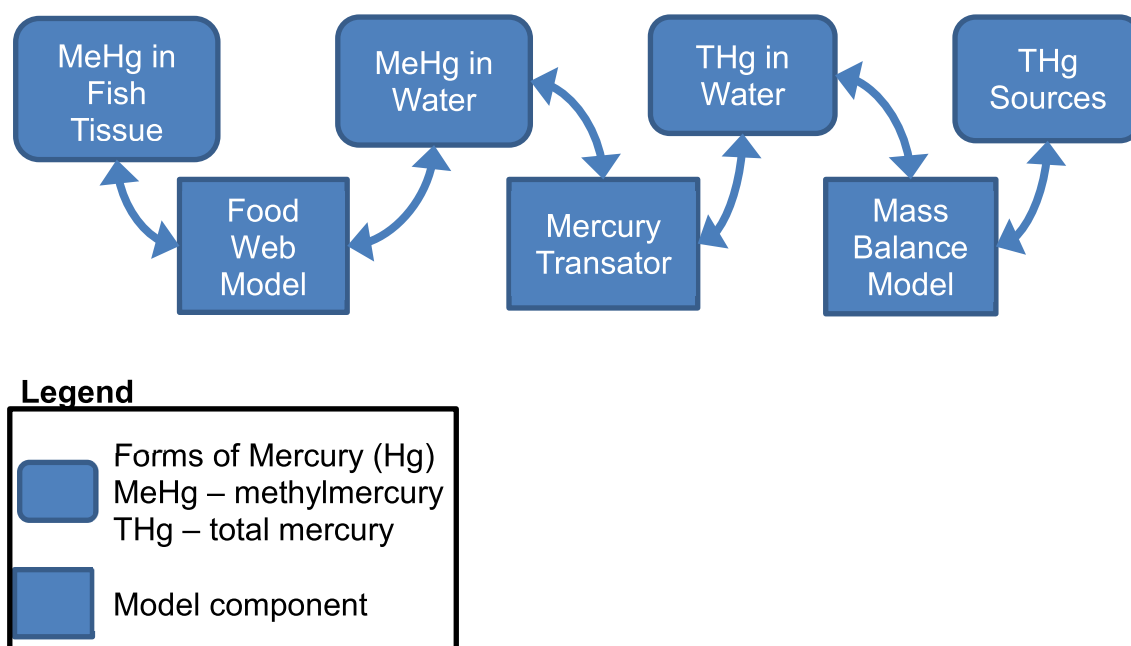 MeHg in
Fish
Tissue
MeHg in
Water
THg in
Water
THg
Sources
Food
Web
Model
Mercury
Transator
Mass
Balance
Model
Legend
Forms of Mercury (Hg)
MeHg – methylmercury
THg – total mercury
Model component